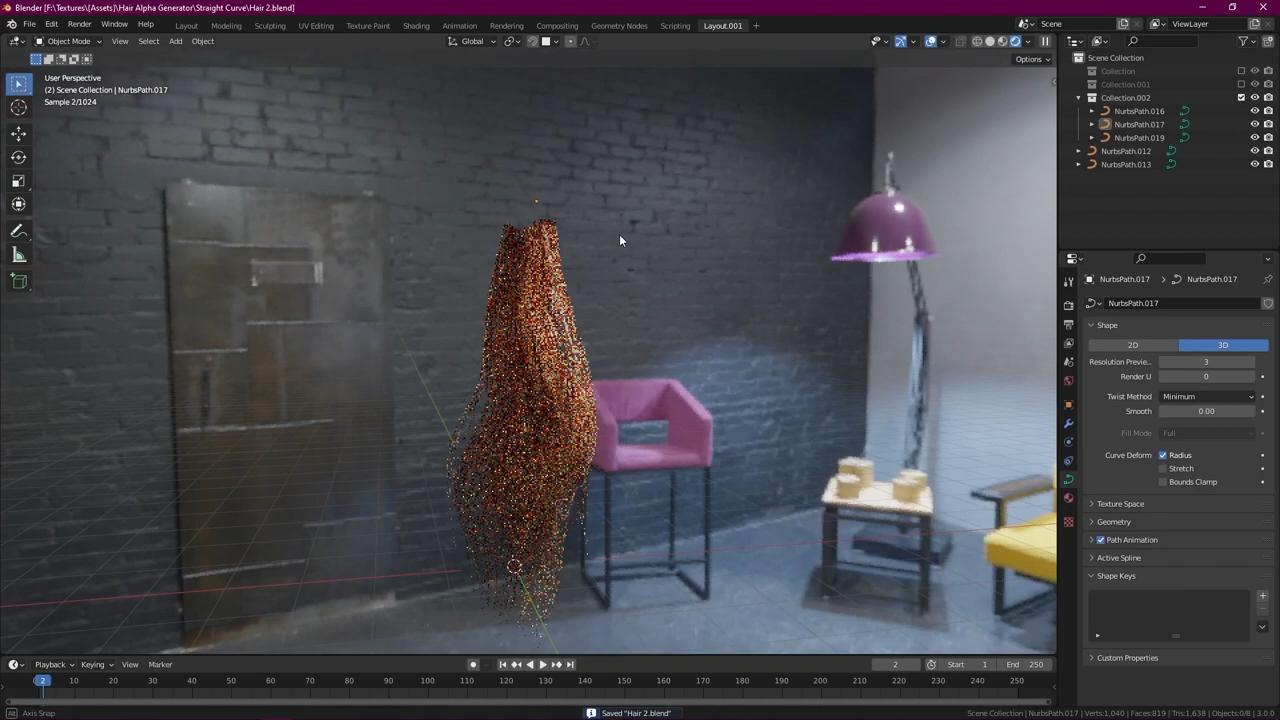 Blender [F:\Textures\{Assets}\Hair Alpha Generator\Straight Curve\Hair 2.blend]
File Edit Render Window Help Layout Modeling Sculpting UV Editing Texture Paint Shading Animation Rendering Compositing Geometry Nodes Scripting Layout.001 + Scene ViewLayer
Object Mode View Select Add Object Global
Options
User Perspective
(2) Scene Collection | NurbsPath.017
Sample 2/1024
Scene Collection
Collection
Collection.001
Collection.002
NurbsPath.016
NurbsPath.017
NurbsPath.019
NurbsPath.012
NurbsPath.013
NurbsPath.017 > NurbsPath.017
NurbsPath.017
Shape
2D 3D
Resolution Previe... 3
Render U 0
Twist Method Minimum
Smooth 0.00
Fill Mode Full
Curve Deform Radius
Stretch
Bounds Clamp
Texture Space
Geometry
Path Animation
Active Spline
Shape Keys
Custom Properties
Playback Keying View Marker 2 Start 1 End 250
2 10 20 30 40 50 60 70 80 90 100 110 120 130 140 150 160 170 180 190 200 210 220 230 240 250
Alt Axis Snap Saved "Hair 2.blend" Scene Collection | NurbsPath.017 | Verts:1,040 | Faces:819 | Tris:1,638 | Objects:0/8 | 3.0.0